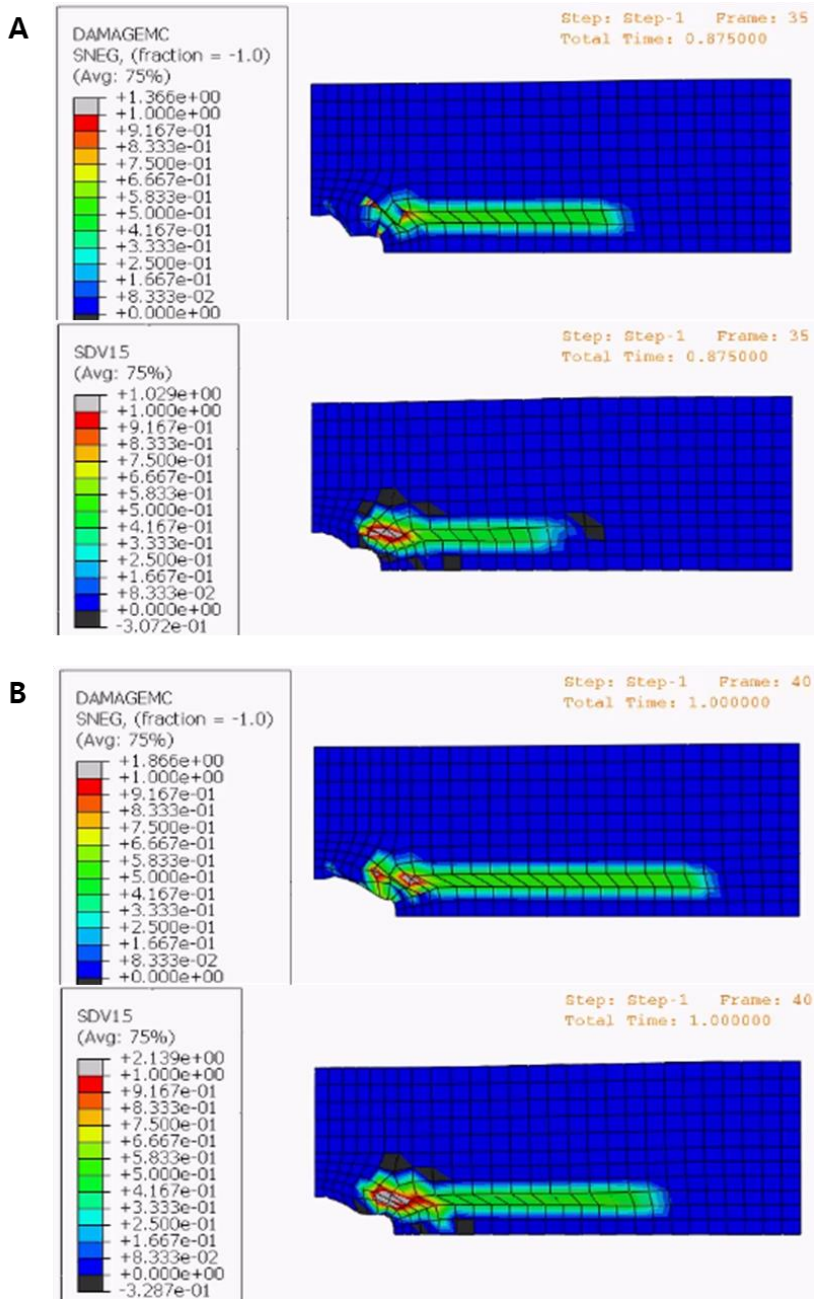 A
DAMAGEMC
SNEG, (fraction = -1.0)
(Avg: 75%)
+1.366e+00
+1.000e+00
+9.167e-01
+8.333e-01
+7.500e-01
+6.667e-01
+5.833e-01
+5.000e-01
+4.167e-01
+3.333e-01
+2.500e-01
+1.667e-01
+8.333e-02
+0.000e+00
Step: Step-1 Frame: 35
Total Time: 0.875000
SDV15
(Avg: 75%)
+1.029e+00
+1.000e+00
+9.167e-01
+8.333e-01
+7.500e-01
+6.667e-01
+5.833e-01
+5.000e-01
+4.167e-01
+3.333e-01
+2.500e-01
+1.667e-01
+8.333e-02
+0.000e+00
-3.072e-01
Step: Step-1 Frame: 35
Total Time: 0.875000
B
DAMAGEMC
SNEG, (fraction = -1.0)
(Avg: 75%)
+1.866e+00
+1.000e+00
+9.167e-01
+8.333e-01
+7.500e-01
+6.667e-01
+5.833e-01
+5.000e-01
+4.167e-01
+3.333e-01
+2.500e-01
+1.667e-01
+8.333e-02
+0.000e+00
Step: Step-1 Frame: 40
Total Time: 1.000000
SDV15
(Avg: 75%)
+2.139e+00
+1.000e+00
+9.167e-01
+8.333e-01
+7.500e-01
+6.667e-01
+5.833e-01
+5.000e-01
+4.167e-01
+3.333e-01
+2.500e-01
+1.667e-01
+8.333e-02
+0.000e+00
-3.287e-01
Step: Step-1 Frame: 40
Total Time: 1.000000